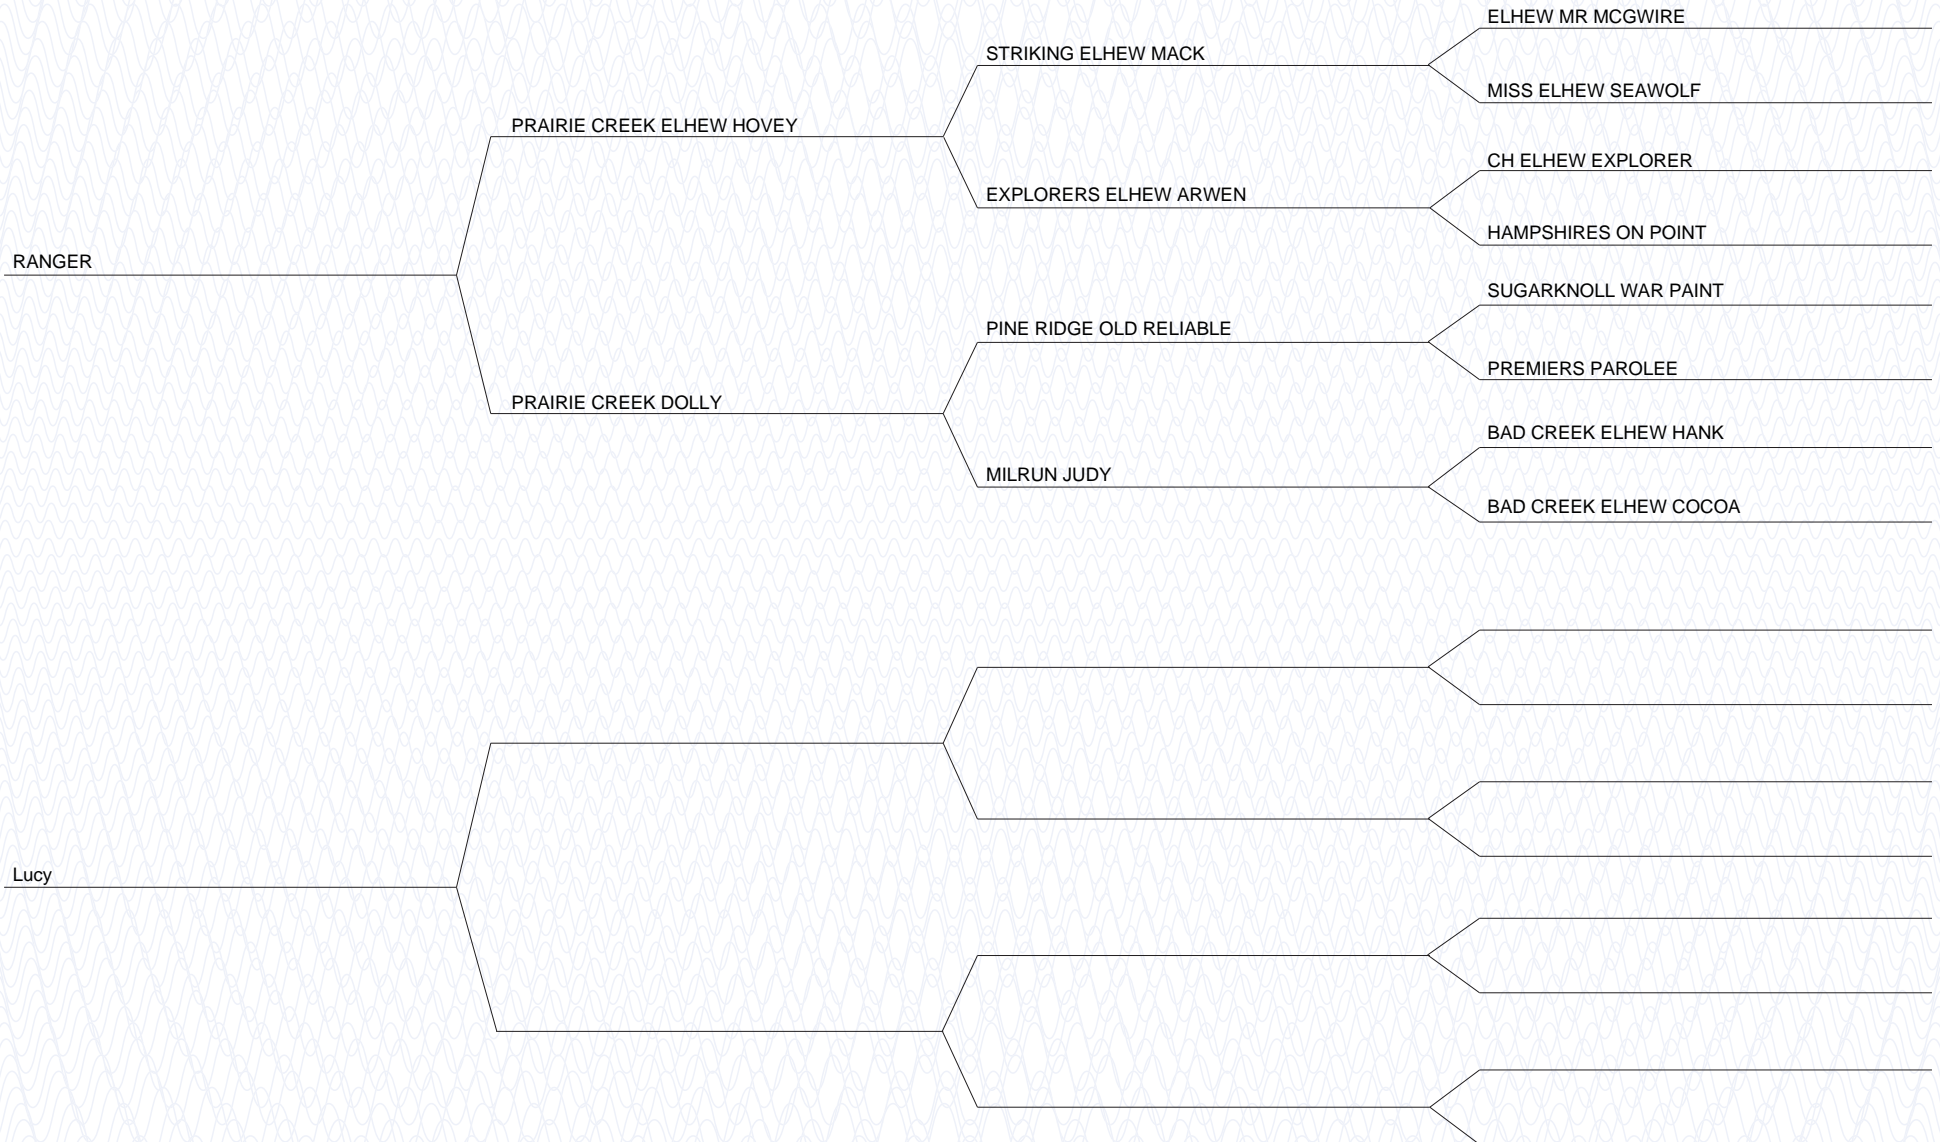 ELHEW MR MCGWIRE
STRIKING ELHEW MACK
MISS ELHEW SEAWOLF
PRAIRIE CREEK ELHEW HOVEY
CH ELHEW EXPLORER
EXPLORERS ELHEW ARWEN
HAMPSHIRES ON POINT
RANGER
SUGARKNOLL WAR PAINT
PINE RIDGE OLD RELIABLE
PREMIERS PAROLEE
PRAIRIE CREEK DOLLY
BAD CREEK ELHEW HANK
MILRUN JUDY
BAD CREEK ELHEW COCOA
Lucy